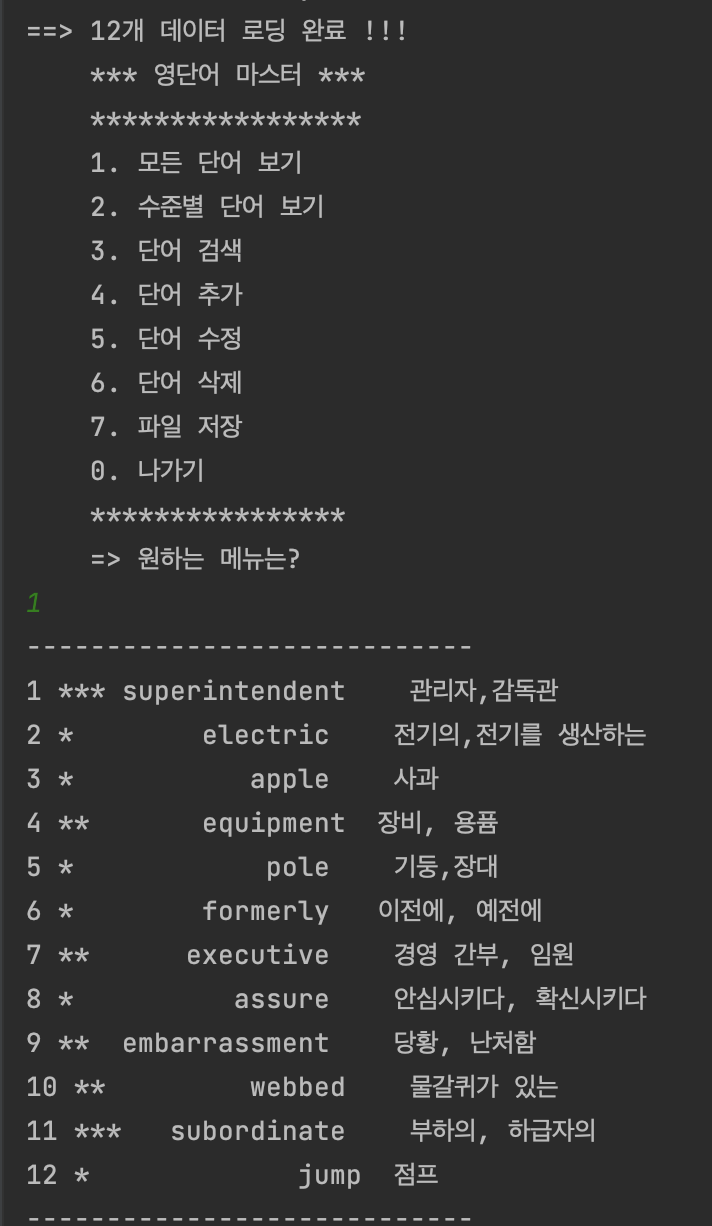 ==> 12개 데이터 로딩 완료 !!!
*** 영단어 마스터 ***
*****************
1. 모든 단어 보기
2. 수준별 단어 보기
3. 단어 검색
4. 단어 추가
5. 단어 수정
6. 단어 삭제
7. 파일 저장
0. 나가기
****************
=> 원하는 메뉴는?
1
----------------------------
1 *** superintendent    관리자,감독관
2 *        electric    전기의,전기를 생산하는
3 *           apple    사과
4 **       equipment  장비, 용품
5 *            pole    기둥,장대
6 *        formerly   이전에, 예전에
7 **      executive    경영 간부, 임원
8 *          assure    안심시키다, 확신시키다
9 **  embarrassment    당황, 난처함
10 **         webbed    물갈퀴가 있는
11 ***   subordinate    부하의, 하급자의
12 *             jump  점프
----------------------------